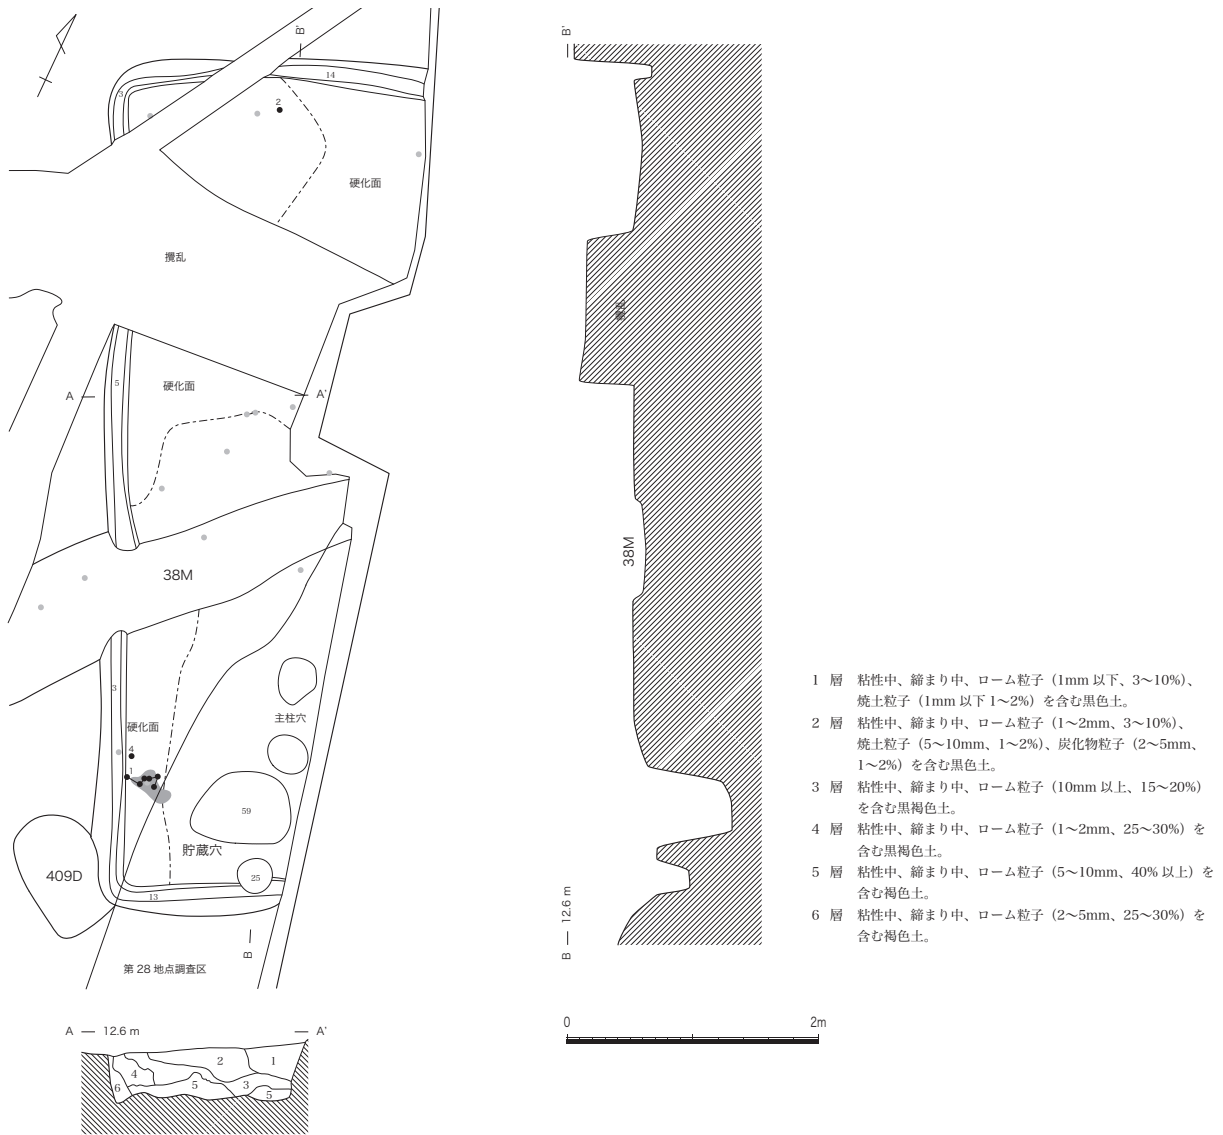 B'
14
3
2
硬化面
攪乱
5
硬化面
A
A'
38M
3
主柱穴
硬化面
4
1
59
貯蔵穴
409D
25
13
B
第 28 地点調査区
A
12.6 m
A'
2
1
4
5
3
6
5
B'
攪乱
38M
12.6 m
B
0
2m
1 層 粘性中、締まり中、ローム粒子（1mm 以下、3～10%）、
焼土粒子（1mm 以下 1～2%）を含む黒色土。
2 層 粘性中、締まり中、ローム粒子（1～2mm、3～10%）、
焼土粒子（5～10mm、1～2%）、炭化物粒子（2～5mm、
1～2%）を含む黒色土。
3 層 粘性中、締まり中、ローム粒子（10mm 以上、15～20%）
を含む黒褐色土。
4 層 粘性中、締まり中、ローム粒子（1～2mm、25～30%）を
含む黒褐色土。
5 層 粘性中、締まり中、ローム粒子（5～10mm、40% 以上）を
含む褐色土。
6 層 粘性中、締まり中、ローム粒子（2～5mm、25～30%）を
含む褐色土。